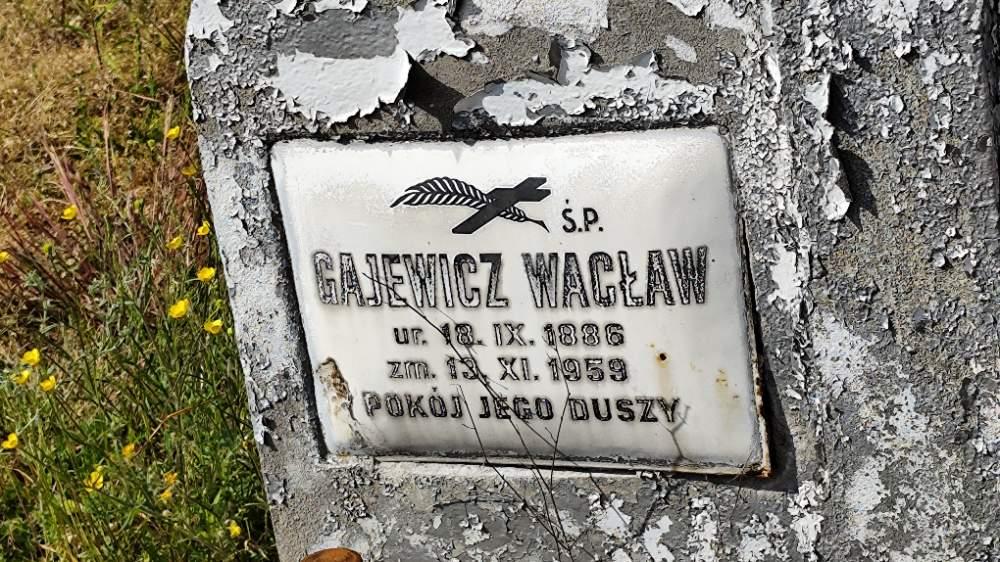 Ś.P.
GAJEWICZ WACŁAW
ur. 18. IX. 1886
zm. 13. XI. 1959
POKÓJ JEGO DUSZY